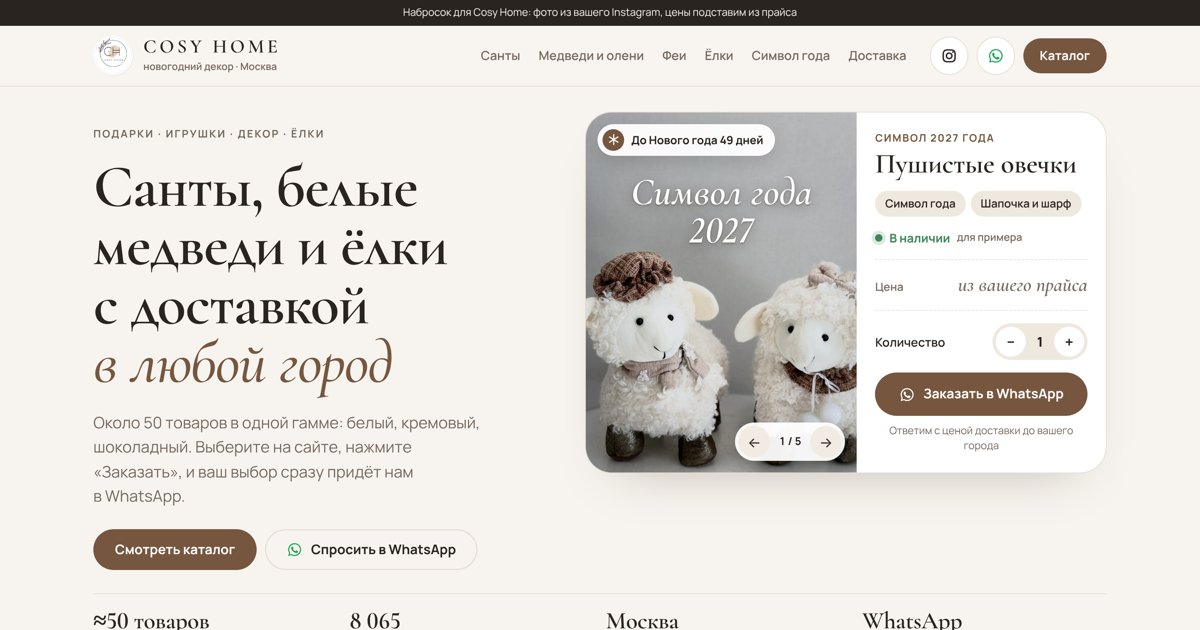 Набросок для Cosy Home: фото из вашего Instagram, цены подставим из прайса
COSY HOME
новогодний декор · Москва
Санты
Медведи и олени
Феи
Ёлки
Символ года
Доставка
Каталог
ПОДАРКИ · ИГРУШКИ · ДЕКОР · ЁЛКИ
Санты, белые
медведи и ёлки
с доставкой
в любой город
Около 50 товаров в одной гамме: белый, кремовый,
шоколадный. Выберите на сайте, нажмите
«Заказать», и ваш выбор сразу придёт нам
в WhatsApp.
Смотреть каталог
Спросить в WhatsApp
До Нового года 49 дней
Символ года
2027
1 / 5
СИМВОЛ 2027 ГОДА
Пушистые овечки
Символ года
Шапочка и шарф
В наличии для примера
Цена из вашего прайса
Количество − 1 +
Заказать в WhatsApp
Ответим с ценой доставки до вашего
города
≈50 товаров
8 065
Москва
WhatsApp